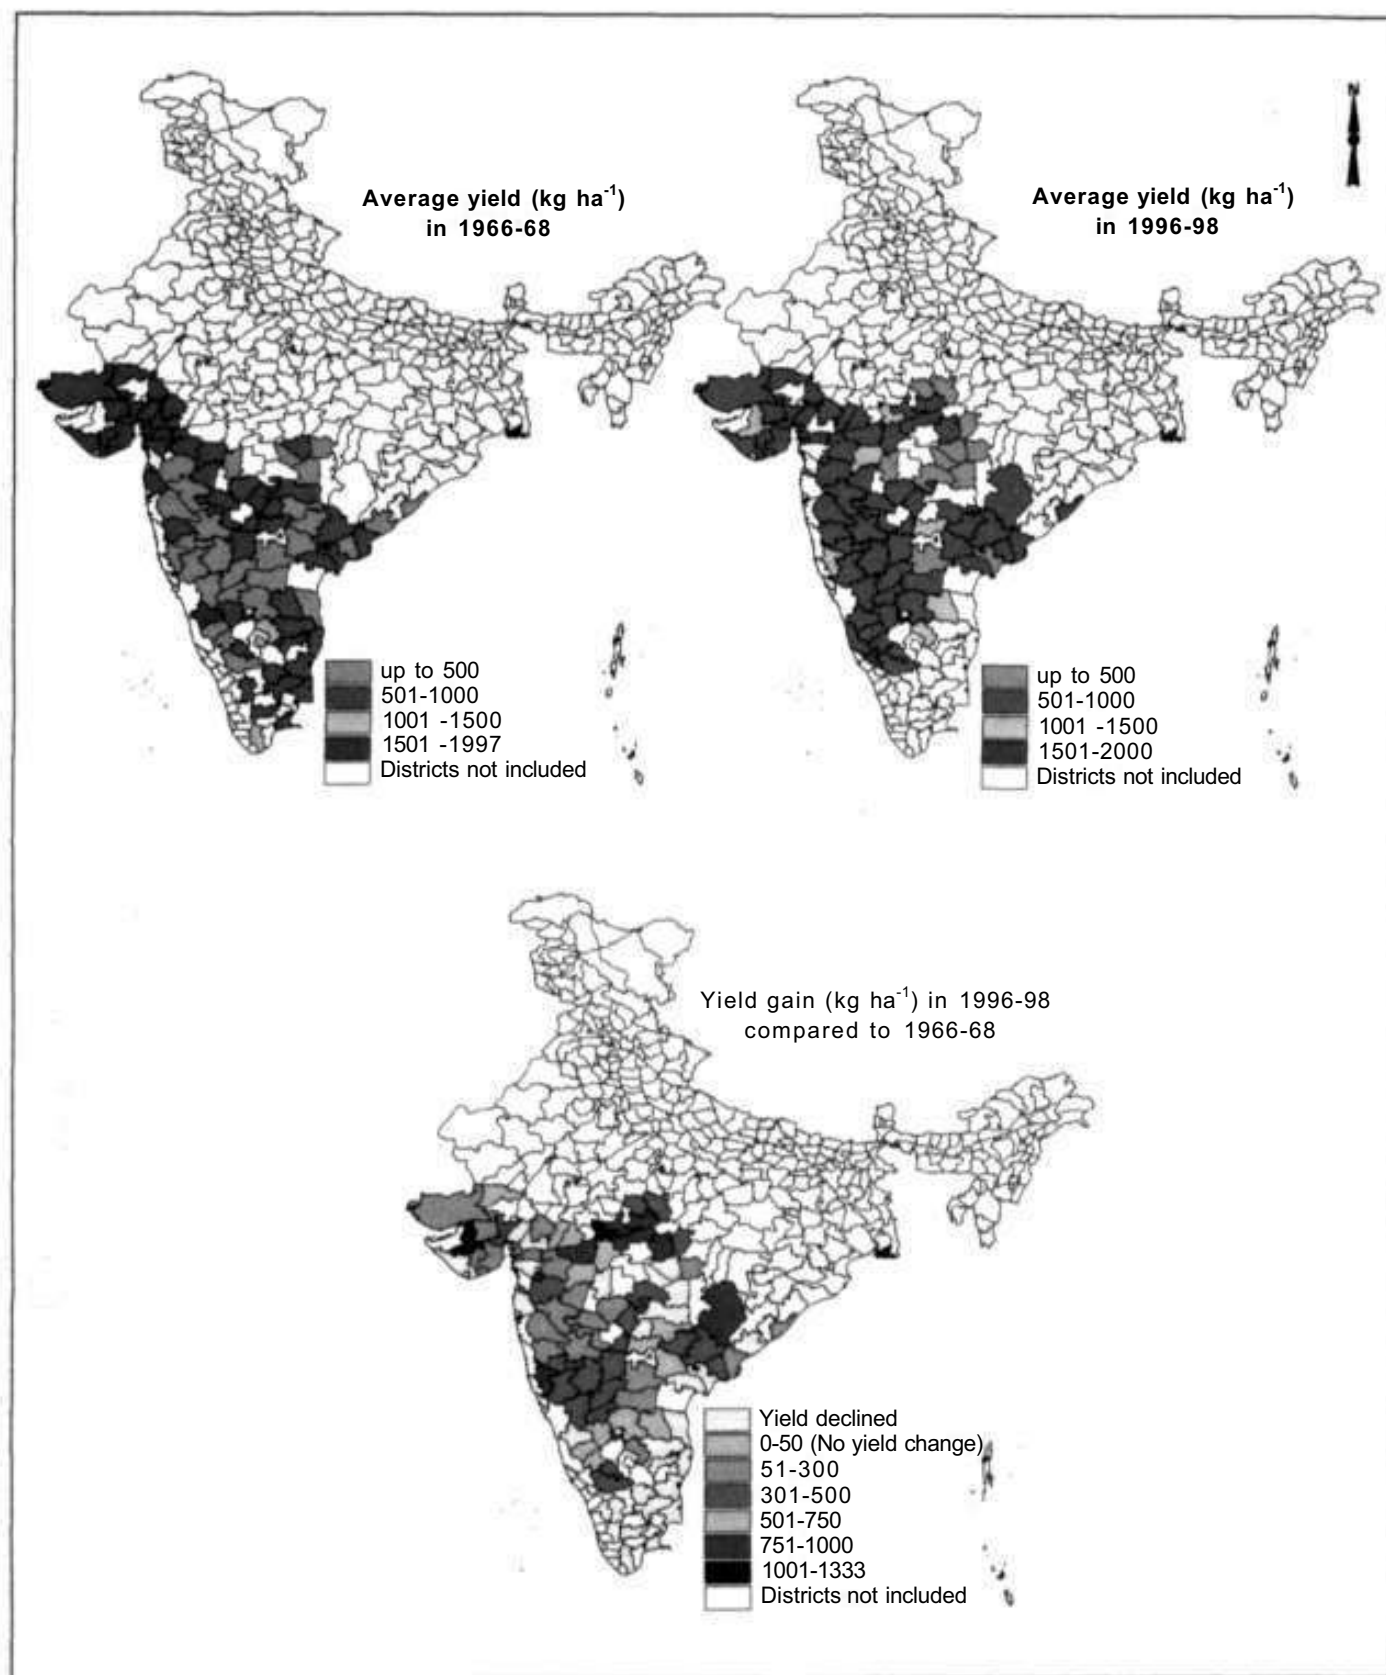 N
Average yield (kg ha⁻¹)
in 1966-68
Average yield (kg ha⁻¹)
in 1996-98
up to 500
501-1000
1001 -1500
1501 -1997
Districts not included
up to 500
501-1000
1001 -1500
1501-2000
Districts not included
Yield gain (kg ha⁻¹) in 1996-98
compared to 1966-68
Yield declined
0-50 (No yield change)
51-300
301-500
501-750
751-1000
1001-1333
Districts not included